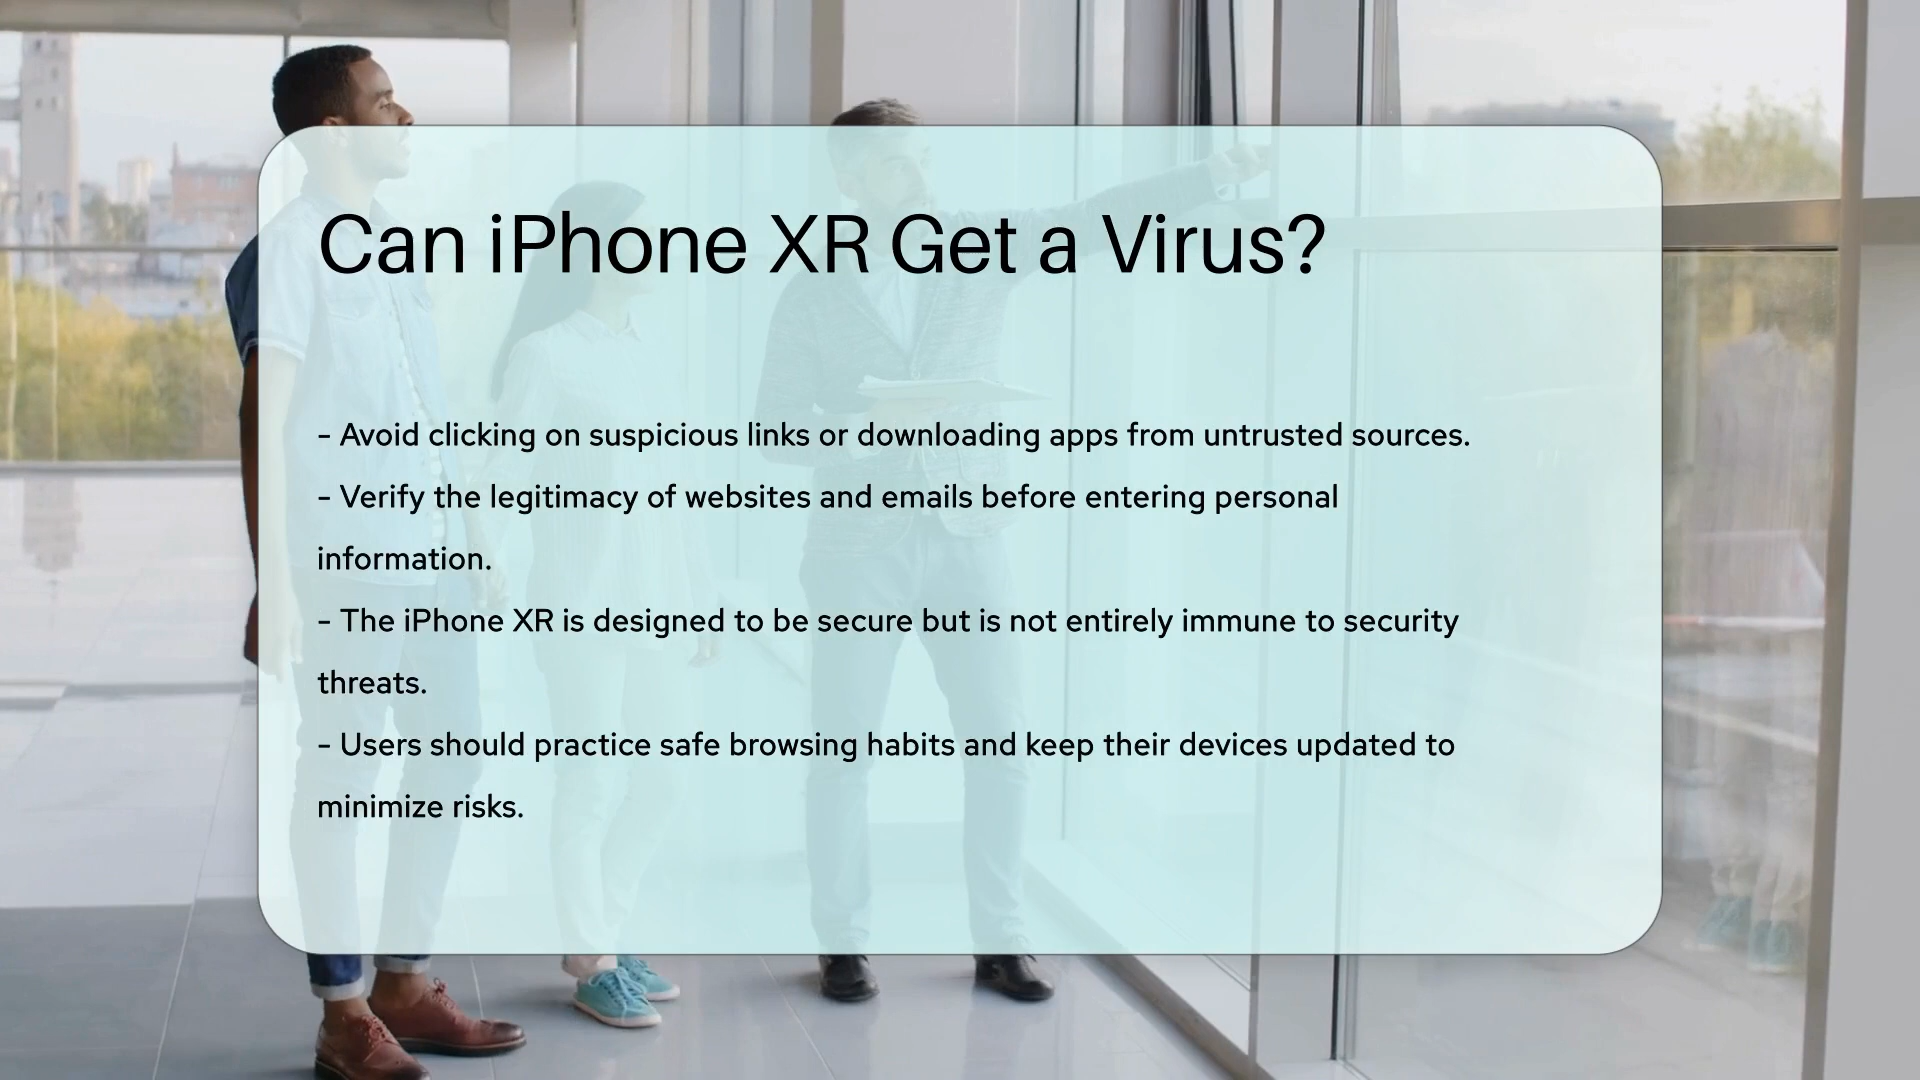 Can iPhone XR Get a Virus?
- Avoid clicking on suspicious links or downloading apps from untrusted sources.
- Verify the legitimacy of websites and emails before entering personal
information.
- The iPhone XR is designed to be secure but is not entirely immune to security
threats.
- Users should practice safe browsing habits and keep their devices updated to
minimize risks.